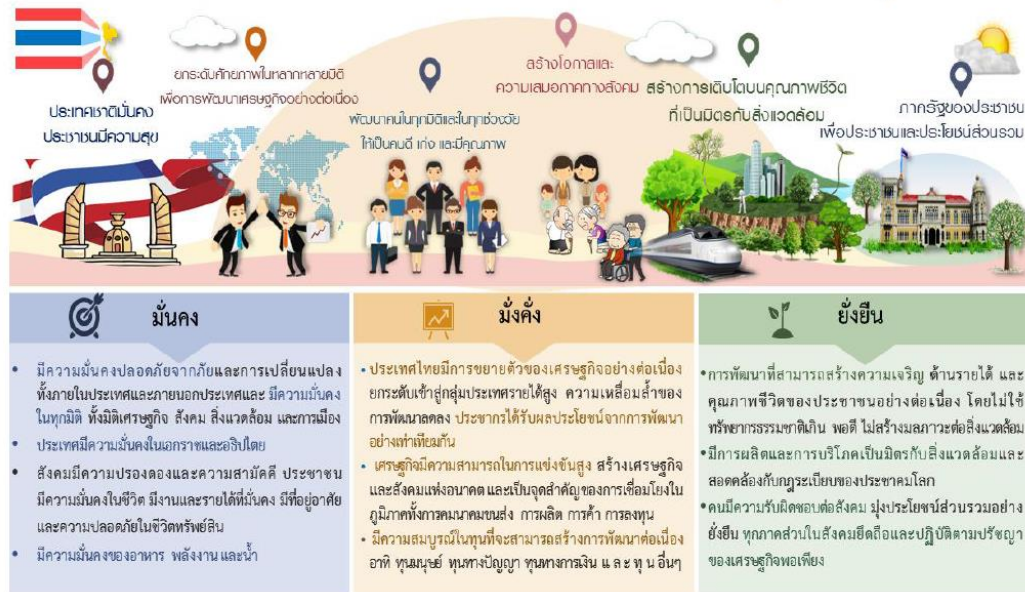 ประเทศชาติมั่นคง
ประชาชนมีความสุข
ยกระดับศักยภาพในหลากหลายมิติ
เพื่อการพัฒนาเศรษฐกิจอย่างต่อเนื่อง
พัฒนาคนในทุกมิติและในทุกช่วงวัย
ให้เป็นคนดี เก่ง และมีคุณภาพ
สร้างโอกาสและ
ความเสมอภาคทางสังคม
สร้างการเติบโตบนคุณภาพชีวิต
ที่เป็นมิตรกับสิ่งแวดล้อม
ภาครัฐของประชาชน
เพื่อประชาชนและประโยชน์ส่วนรวม
มั่นคง
• มีความมั่นคงปลอดภัยจากภัยและการเปลี่ยนแปลง
ทั้งภายในประเทศและภายนอกประเทศและ มีความมั่นคง
ในทุกมิติ ทั้งมิติเศรษฐกิจ สังคม สิ่งแวดล้อม และการเมือง
• ประเทศมีความมั่นคงในเอกราชและอธิปไตย
• สังคมมีความปรองดองและความสามัคคี ประชาชน
มีความมั่นคงในชีวิต มีงานและรายได้ที่มั่นคง มีที่อยู่อาศัย
และความปลอดภัยในชีวิตทรัพย์สิน
• มีความมั่นคงของอาหาร พลังงาน และน้ำ
มั่งคั่ง
• ประเทศไทยมีการขยายตัวของเศรษฐกิจอย่างต่อเนื่อง
ยกระดับเข้าสู่กลุ่มประเทศรายได้สูง ความเหลื่อมล้ำของ
การพัฒนาลดลง ประชากรได้รับผลประโยชน์จากการพัฒนา
อย่างเท่าเทียมกัน
• เศรษฐกิจมีความสามารถในการแข่งขันสูง สร้างเศรษฐกิจ
และสังคมแห่งอนาคต และเป็นจุดสำคัญของการเชื่อมโยงใน
ภูมิภาคทั้งการคมนาคมขนส่ง การผลิต การค้า การลงทุน
• มีความสมบูรณ์ในทุนที่จะสามารถสร้างการพัฒนาต่อเนื่อง
อาทิ ทุนมนุษย์ ทุนทางปัญญา ทุนทางการเงิน และทุนอื่นๆ
ยั่งยืน
• การพัฒนาที่สามารถสร้างความเจริญ ด้านรายได้ และ
คุณภาพชีวิตของประชาชนอย่างต่อเนื่อง โดยไม่ใช้
ทรัพยากรธรรมชาติเกิน พอดี ไม่สร้างมลภาวะต่อสิ่งแวดล้อม
• มีการผลิตและการบริโภคเป็นมิตรกับสิ่งแวดล้อมและ
สอดคล้องกับกฎระเบียบของประชาคมโลก
• คนมีความรับผิดชอบต่อสังคม มุ่งประโยชน์ส่วนรวมอย่าง
ยั่งยืน ทุกภาคส่วนในสังคมยึดถือและปฏิบัติตามปรัชญา
ของเศรษฐกิจพอเพียง